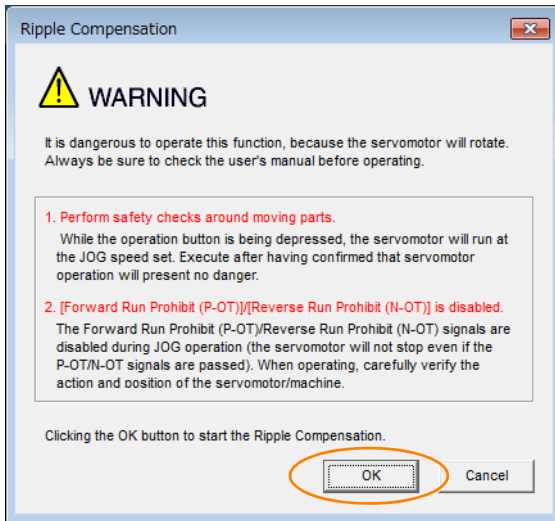 Ripple Compensation
WARNING
It is dangerous to operate this function, because the servomotor will rotate.
Always be sure to check the user's manual before operating.
1. Perform safety checks around moving parts.
While the operation button is being depressed, the servomotor will run at
the JOG speed set. Execute after having confirmed that servomotor
operation will present no danger.
2. [Forward Run Prohibit (P-OT)]/[Reverse Run Prohibit (N-OT)] is disabled.
The Forward Run Prohibit (P-OT)/Reverse Run Prohibit (N-OT) signals are
disabled during JOG operation (the servomotor will not stop even if the
P-OT/N-OT signals are passed). When operating, carefully verify the
action and position of the servomotor/machine.
Clicking the OK button to start the Ripple Compensation.
OK Cancel